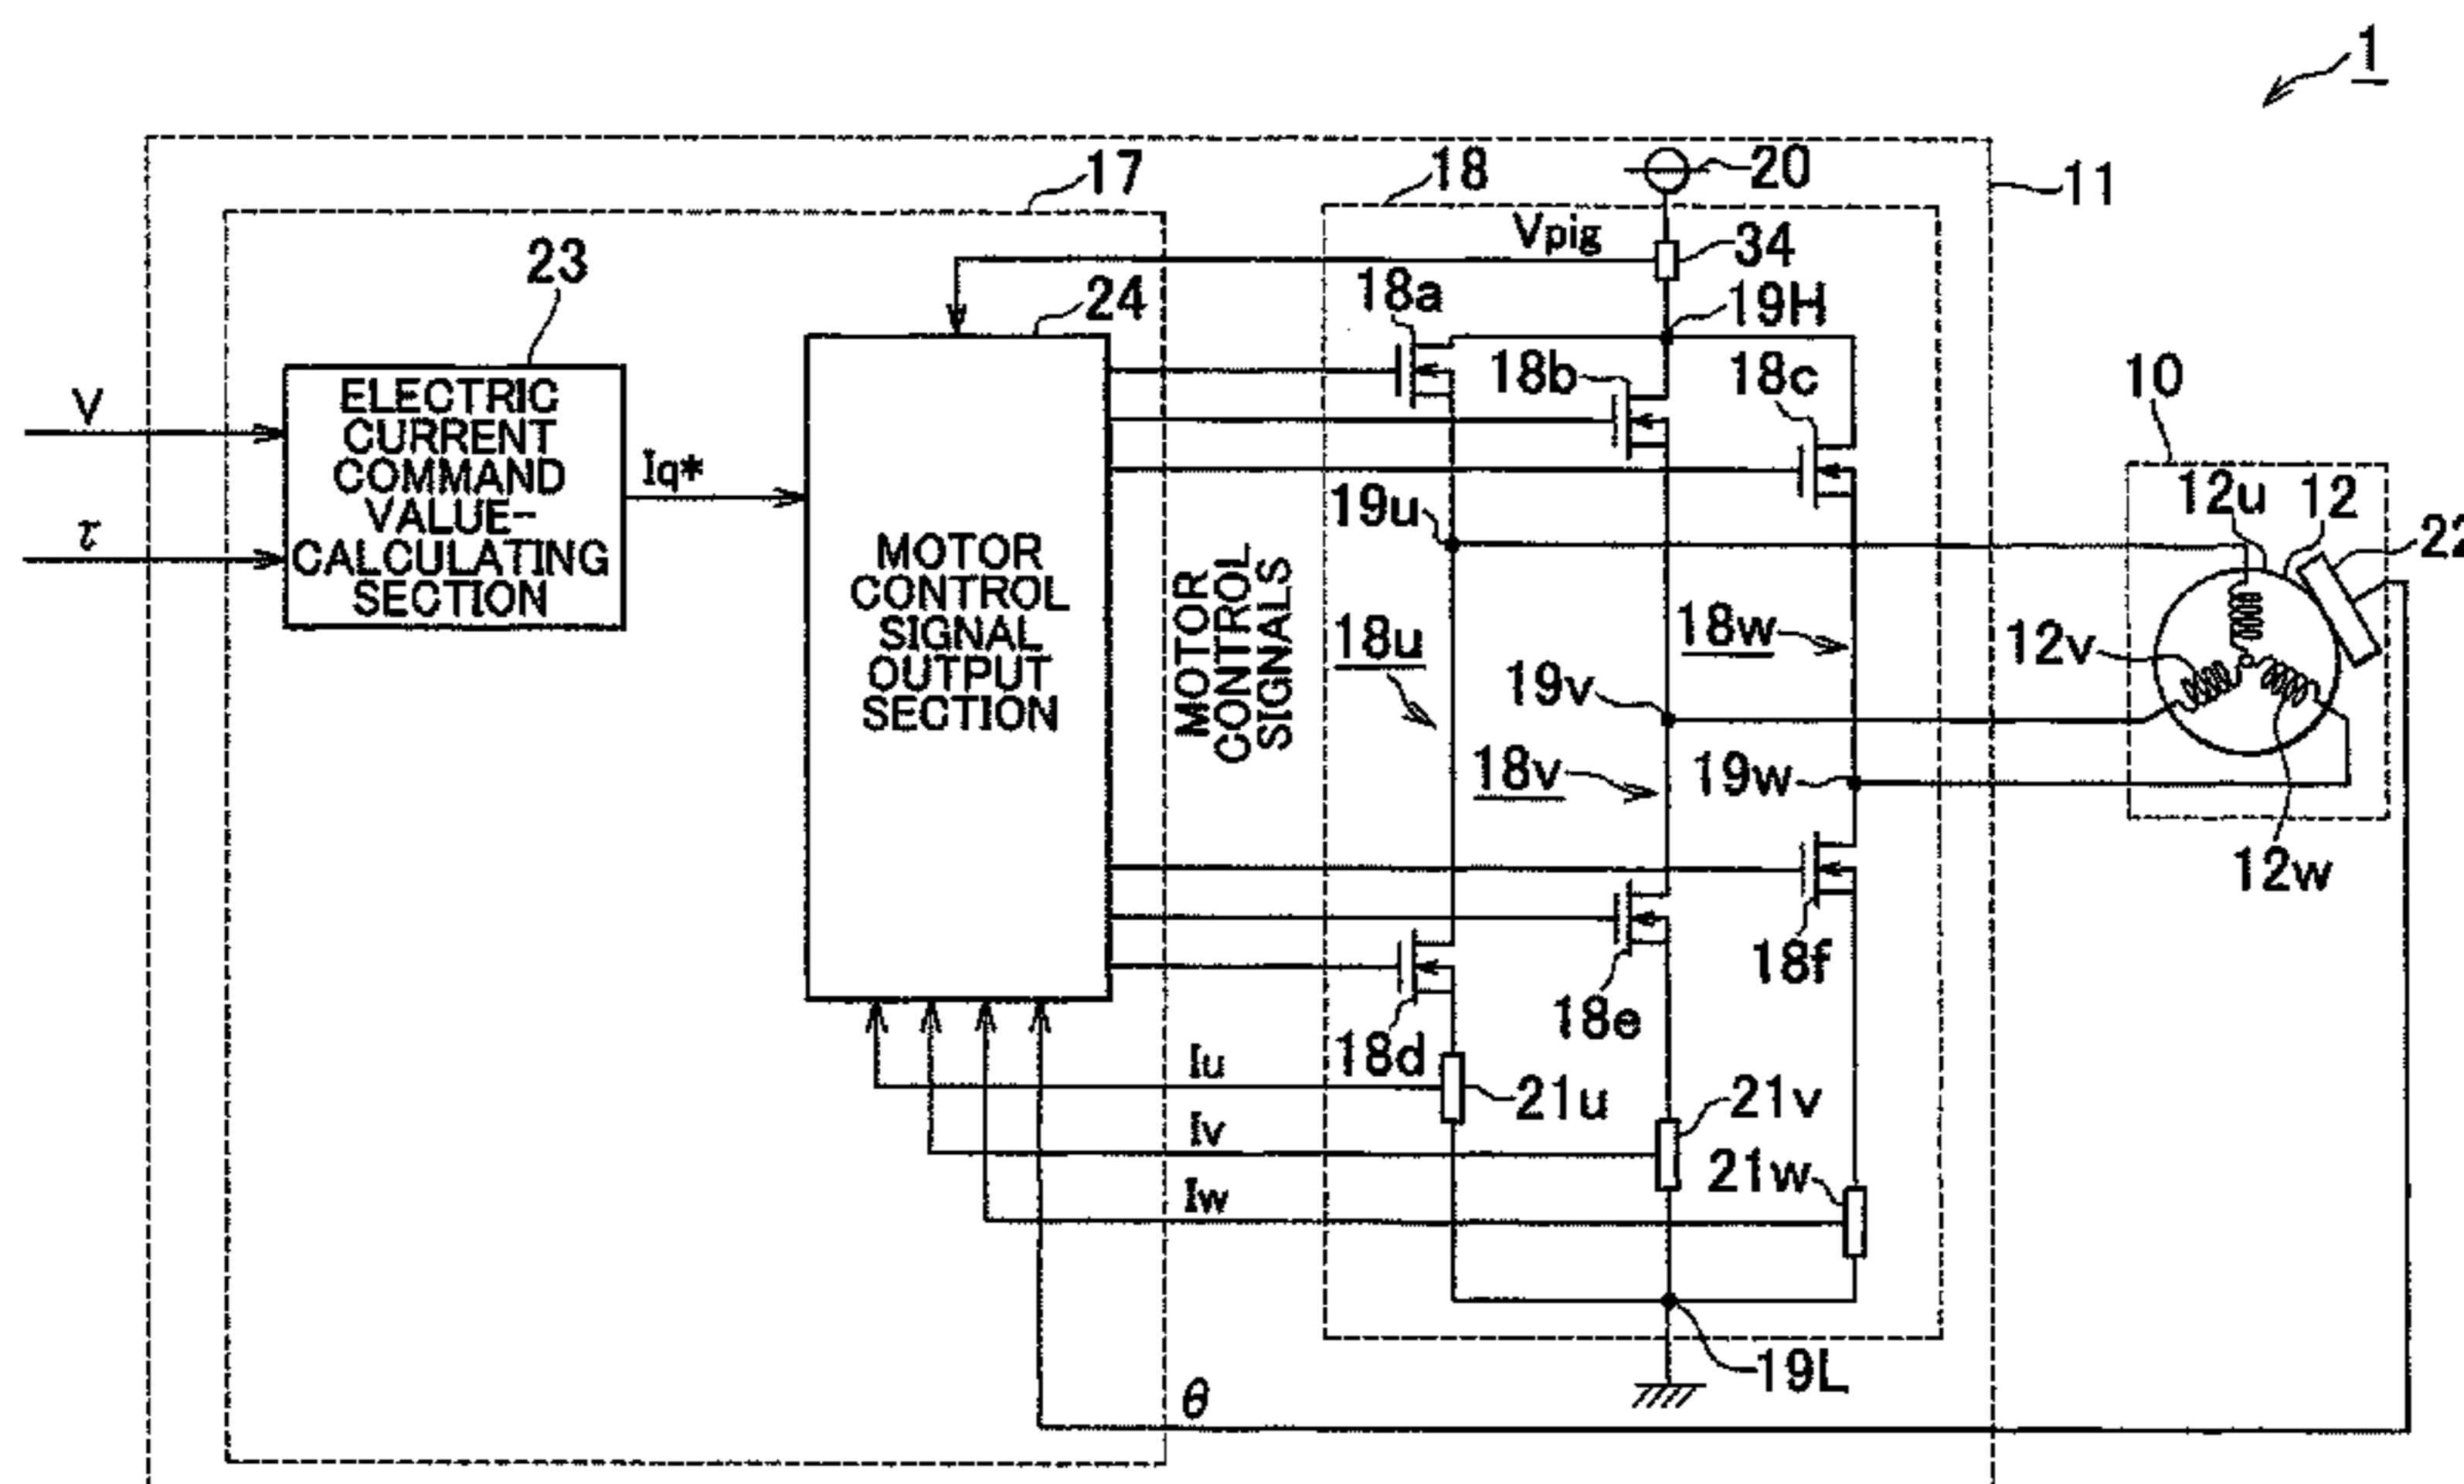 1
17
18
20
11
Vpig
34
23
24
18a
19H
18b
18c
10
V
ELECTRIC
CURRENT
COMMAND
VALUE-
CALCULATING
SECTION
Iq*
τ
MOTOR
CONTROL
SIGNAL
OUTPUT
SECTION
MOTOR
CONTROL
SIGNALS
19u
12u
12
22
18u
18w
12v
19v
18v
19w
12w
18f
18e
18d
Iu
21u
21v
Iv
21w
Iw
19L
θ